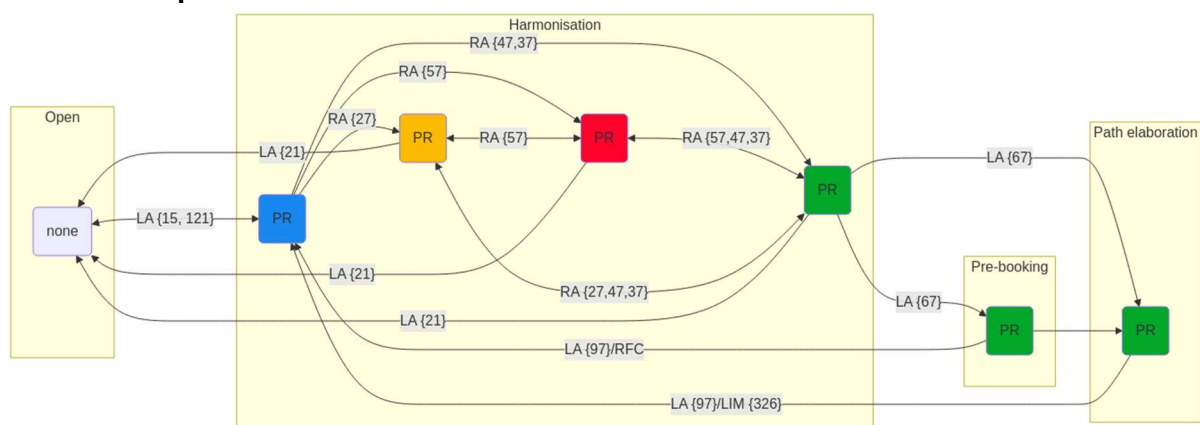 Harmonisation
RA {47,37}
RA {57}
Open
RA {27}
PR
RA {57}
PR
RA {57,47,37}
Path elaboration
LA {21}
LA {67}
PR
none
LA {15, 121}
PR
LA {21}
Pre-booking
RA {27,47,37}
LA {67}
LA {21}
PR
PR
LA {97}/RFC
LA {97}/LIM {326}